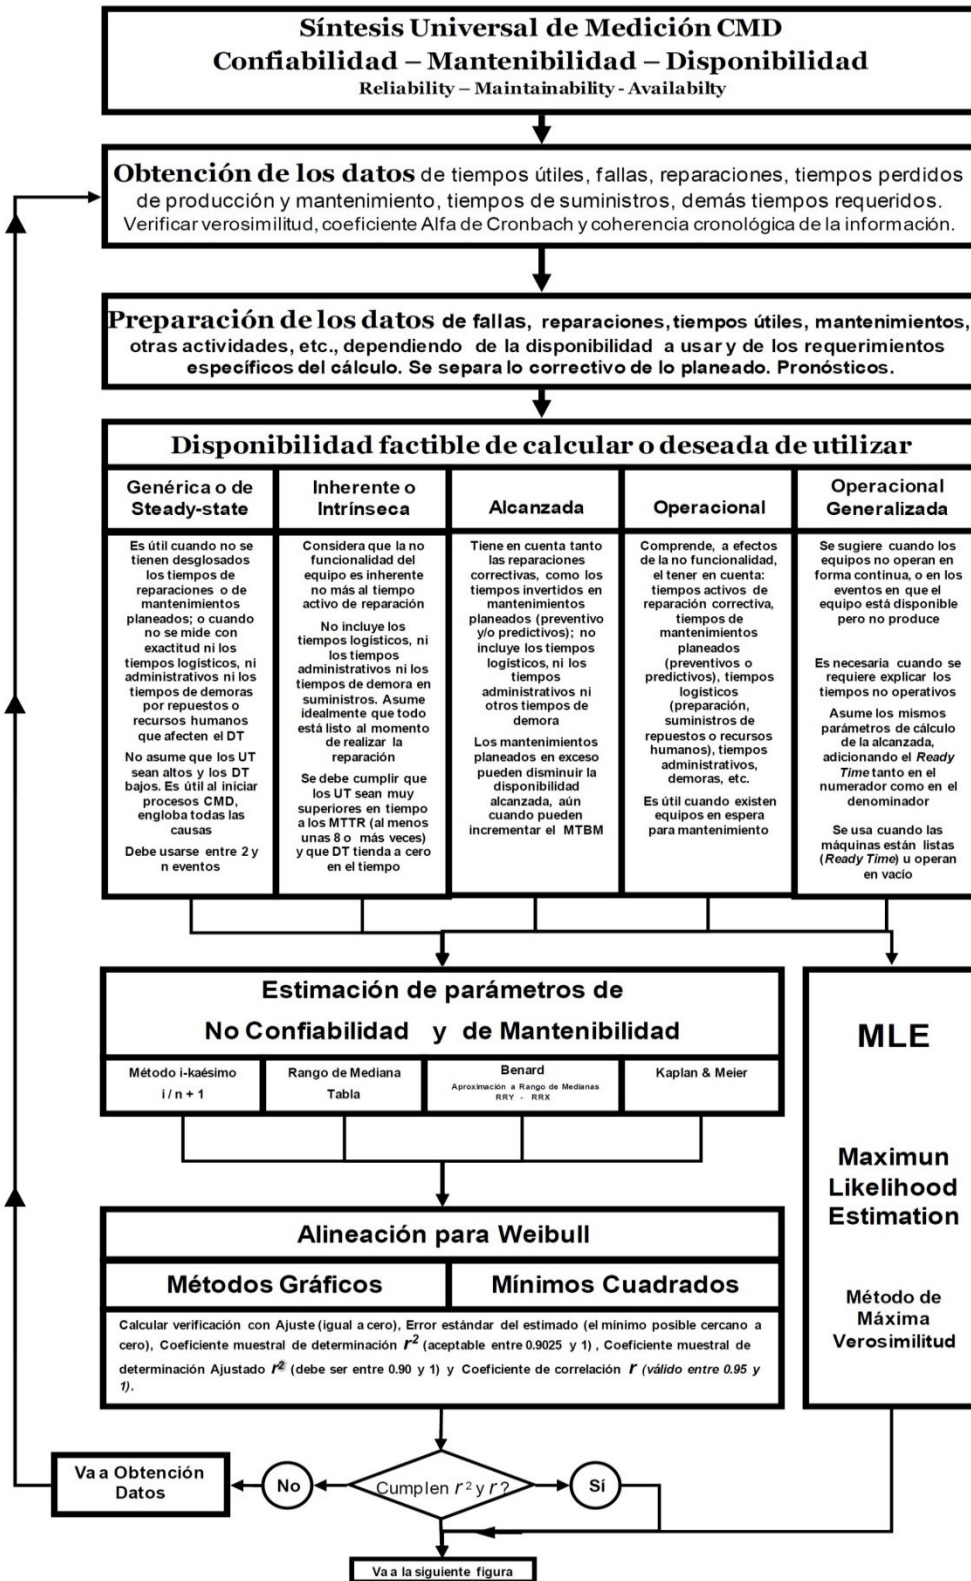 Síntesis Universal de Medición CMD
Confiabilidad – Mantenibilidad – Disponibilidad
Reliability – Maintainability - Availabilty
Obtención de los datos de tiempos útiles, fallas, reparaciones, tiempos perdidos
de producción y mantenimiento, tiempos de suministros, demás tiempos requeridos.
Verificar verosimilitud, coeficiente Alfa de Cronbach y coherencia cronológica de la información.
Preparación de los datos de fallas, reparaciones, tiempos útiles, mantenimientos,
otras actividades, etc., dependiendo de la disponibilidad a usar y de los requerimientos
específicos del cálculo. Se separa lo correctivo de lo planeado. Pronósticos.
Disponibilidad factible de calcular o deseada de utilizar
Genérica o de
Steady-state
Es útil cuando no se
tienen desglosados
los tiempos de
reparaciones o de
mantenimientos
planeados; o cuando
no se mide con
exactitud ni los
tiempos logísticos, ni
administrativos ni los
tiempos de demoras
por repuestos o
recursos humanos
que afecten el DT
No asume que los UT
sean altos y los DT
bajos. Es útil al iniciar
procesos CMD,
engloba todas las
causas
Debe usarse entre 2 y
n eventos
Inherente o
Intrínseca
Considera que la no
funcionalidad del
equipo es inherente
no más al tiempo
activo de reparación
No incluye los
tiempos logísticos, ni
los tiempos
administrativos ni los
tiempos de demora en
suministros. Asume
idealmente que todo
está listo al momento
de realizar la
reparación
Se debe cumplir que
los UT sean muy
superiores en tiempo
a los MTTR (al menos
unas 8 o más veces)
y que DT tienda a cero
en el tiempo
Alcanzada
Tiene en cuenta tanto
las reparaciones
correctivas, como los
tiempos invertidos en
mantenimientos
planeados (preventivo
y/o predictivos); no
incluye los tiempos
logísticos, ni los
tiempos
administrativos ni
otros tiempos de
demora
Los mantenimientos
planeados en exceso
pueden disminuir la
disponibilidad
alcanzada, aún
cuando pueden
incrementar el MTBM
Operacional
Comprende, a efectos
de la no funcionalidad,
el tener en cuenta:
tiempos activos de
reparación correctiva,
tiempos de
mantenimientos
planeados
(preventivos o
predictivos), tiempos
logísticos
(preparación,
suministros de
repuestos o recursos
humanos), tiempos
administrativos,
demoras, etc.
Es útil cuando existen
equipos en espera
para mantenimiento
Operacional
Generalizada
Se sugiere cuando los
equipos no operan en
forma continua, o en los
eventos en que el
equipo está disponible
pero no produce
Es necesaria cuando se
requiere explicar los
tiempos no operativos
Asume los mismos
parámetros de cálculo
de la alcanzada,
adicionando el Ready
Time tanto en el
numerador como en el
denominador
Se usa cuando las
máquinas están listas
(Ready Time) u operan
en vacío
Estimación de parámetros de
No Confiabilidad y de Mantenibilidad
Método i-kaésimo
i / n + 1
Rango de Mediana
Tabla
Benard
Aproximación a Rango de Medianas
RRY - RRX
Kaplan & Meier
MLE
Maximun
Likelihood
Estimation
Método de
Máxima
Verosimilitud
Alineación para Weibull
Métodos Gráficos
Mínimos Cuadrados
Calcular verificación con Ajuste (igual a cero), Error estándar del estimado (el mínimo posible cercano a
cero), Coeficiente muestral de determinación r² (aceptable entre 0.9025 y 1) , Coeficiente muestral de
determinación Ajustado r² (debe ser entre 0.90 y 1) y Coeficiente de correlación r (válido entre 0.95 y
1).
Va a Obtención
Datos
No
Cumplen r² y r?
Sí
Va a la siguiente figura